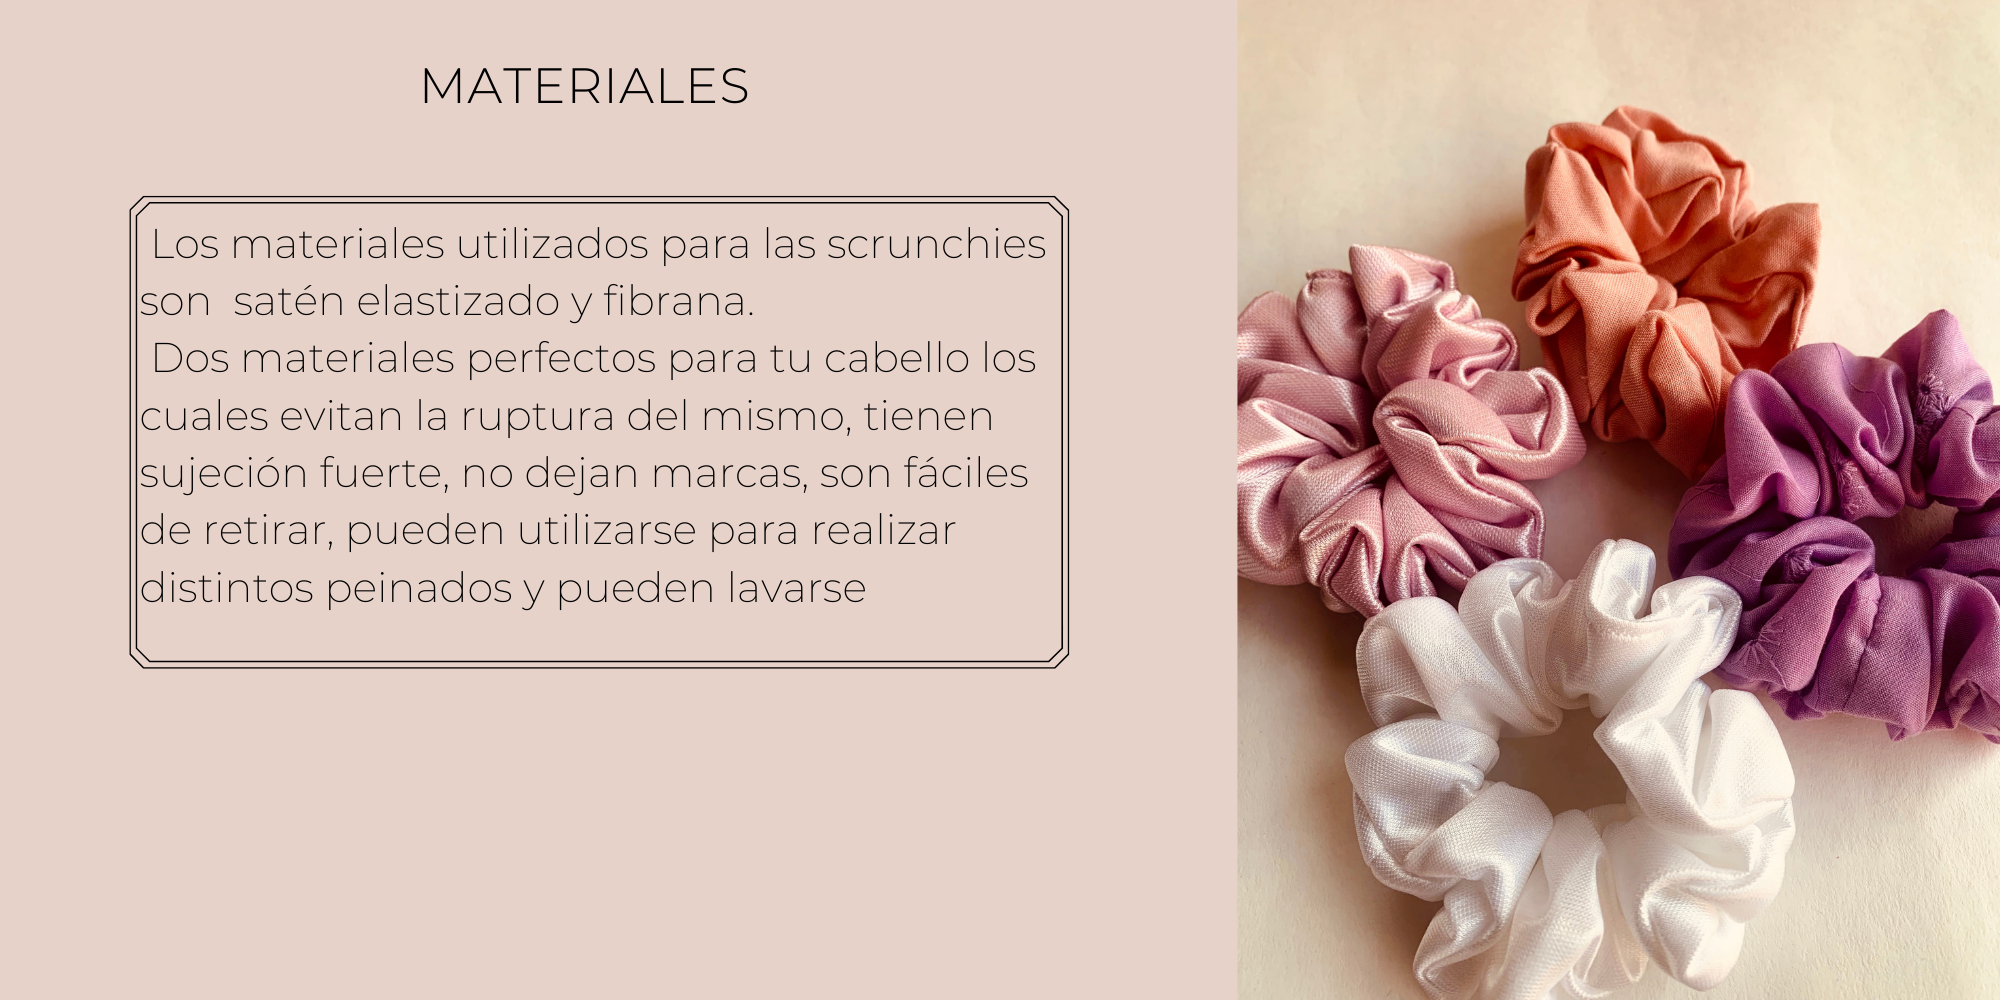 MATERIALES
Los materiales utilizados para las scrunchies
son  satén elastizado y fibrana.
Dos materiales perfectos para tu cabello los
cuales evitan la ruptura del mismo, tienen
sujeción fuerte, no dejan marcas, son fáciles
de retirar, pueden utilizarse para realizar
distintos peinados y pueden lavarse